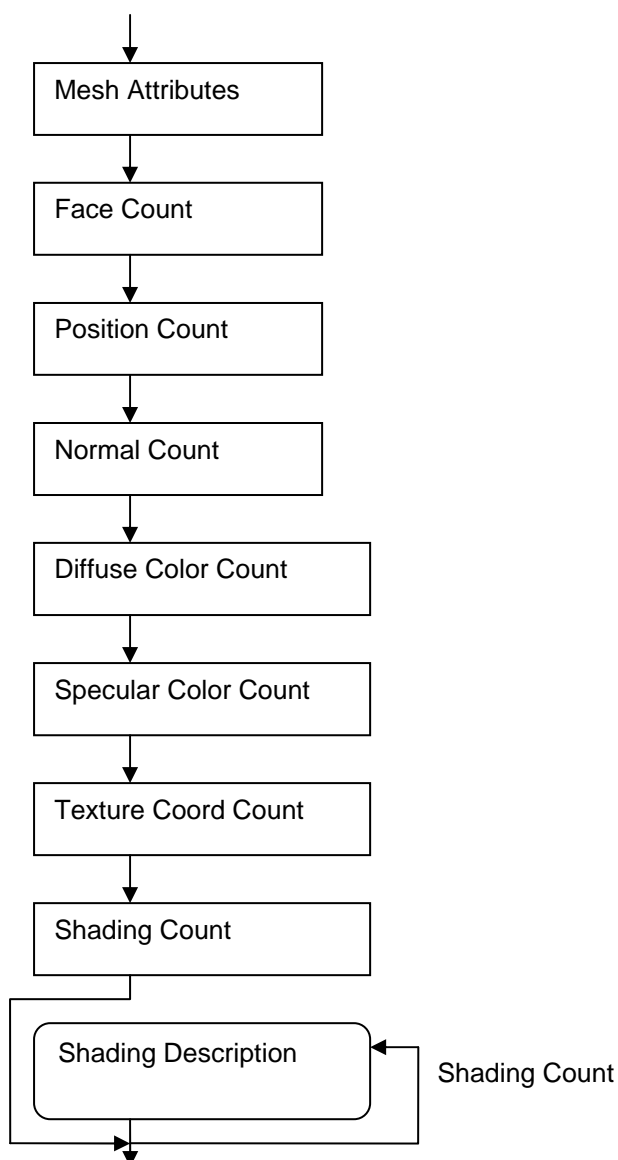 Mesh Attributes
Face Count
Position Count
Normal Count
Diffuse Color Count
Specular Color Count
Texture Coord Count
Shading Count
Shading Description
Shading Count